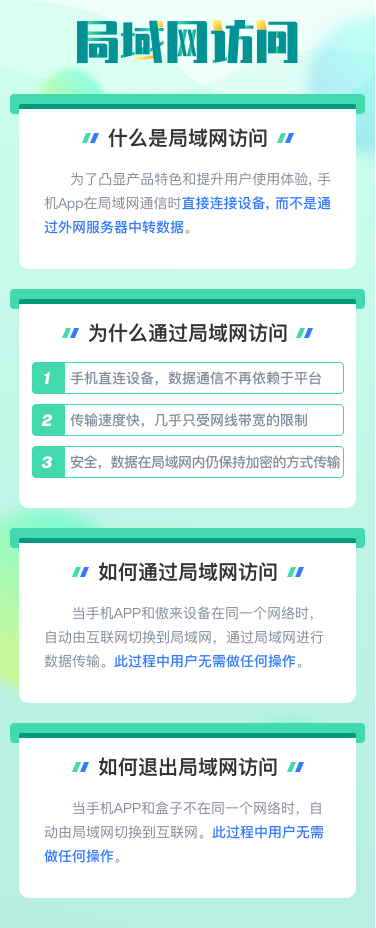 局域网访问
什么是局域网访问
为了凸显产品特色和提升用户使用体验, 手
机App在局域网通信时直接连接设备, 而不是通
过外网服务器中转数据。
为什么通过局域网访问
1 手机直连设备，数据通信不再依赖于平台
2 传输速度快，几乎只受网线带宽的限制
3 安全，数据在局域网内仍保持加密的方式传输
如何通过局域网访问
当手机APP和傲来设备在同一个网络时，
自动由互联网切换到局域网，通过局域网进行
数据传输。此过程中用户无需做任何操作。
如何退出局域网访问
当手机APP和盒子不在同一个网络时，自
动由局域网切换到互联网。此过程中用户无需
做任何操作。